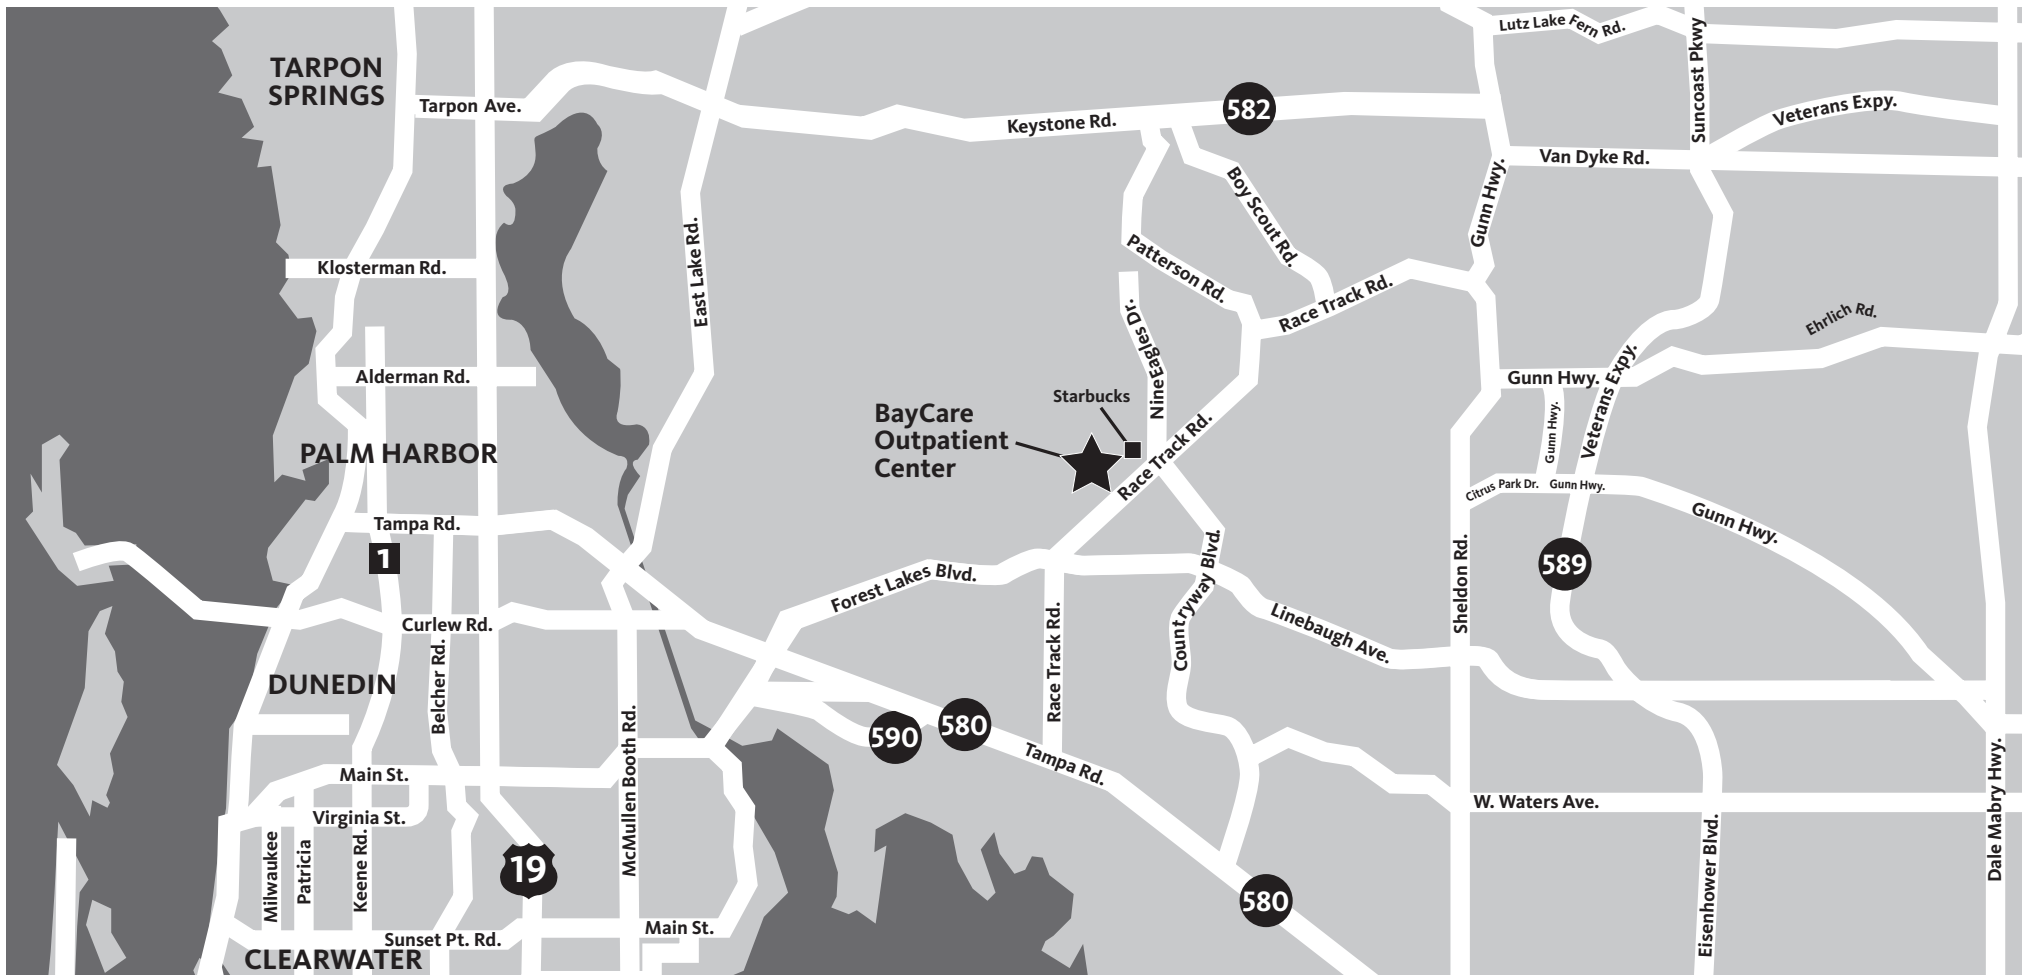 Lutz Lake Fern Rd.
Suncoast Pkwy
TARPON
SPRINGS
Tarpon Ave.
Keystone Rd.
582
Veterans Expy.
Van Dyke Rd.
Gunn Hwy.
Boy Scout Rd.
East Lake Rd.
Klosterman Rd.
Patterson Rd.
Race Track Rd.
Nine Eagles Dr.
Ehrlich Rd.
Alderman Rd.
Gunn Hwy.
Veterans Expy.
Starbucks
BayCare
Outpatient
Center
Race Track Rd.
Gunn Hwy.
PALM HARBOR
Citrus Park Dr.
Gunn Hwy.
Gunn Hwy.
Tampa Rd.
1
589
Forest Lakes Blvd.
Countryway Blvd.
Sheldon Rd.
Curlew Rd.
Linebaugh Ave.
Race Track Rd.
Belcher Rd.
DUNEDIN
McMullen Booth Rd.
590
580
Tampa Rd.
Main St.
Virginia St.
W. Waters Ave.
Dale Mabry Hwy.
Milwaukee
Patricia
Keene Rd.
19
Eisenhower Blvd.
580
Main St.
Sunset Pt. Rd.
CLEARWATER